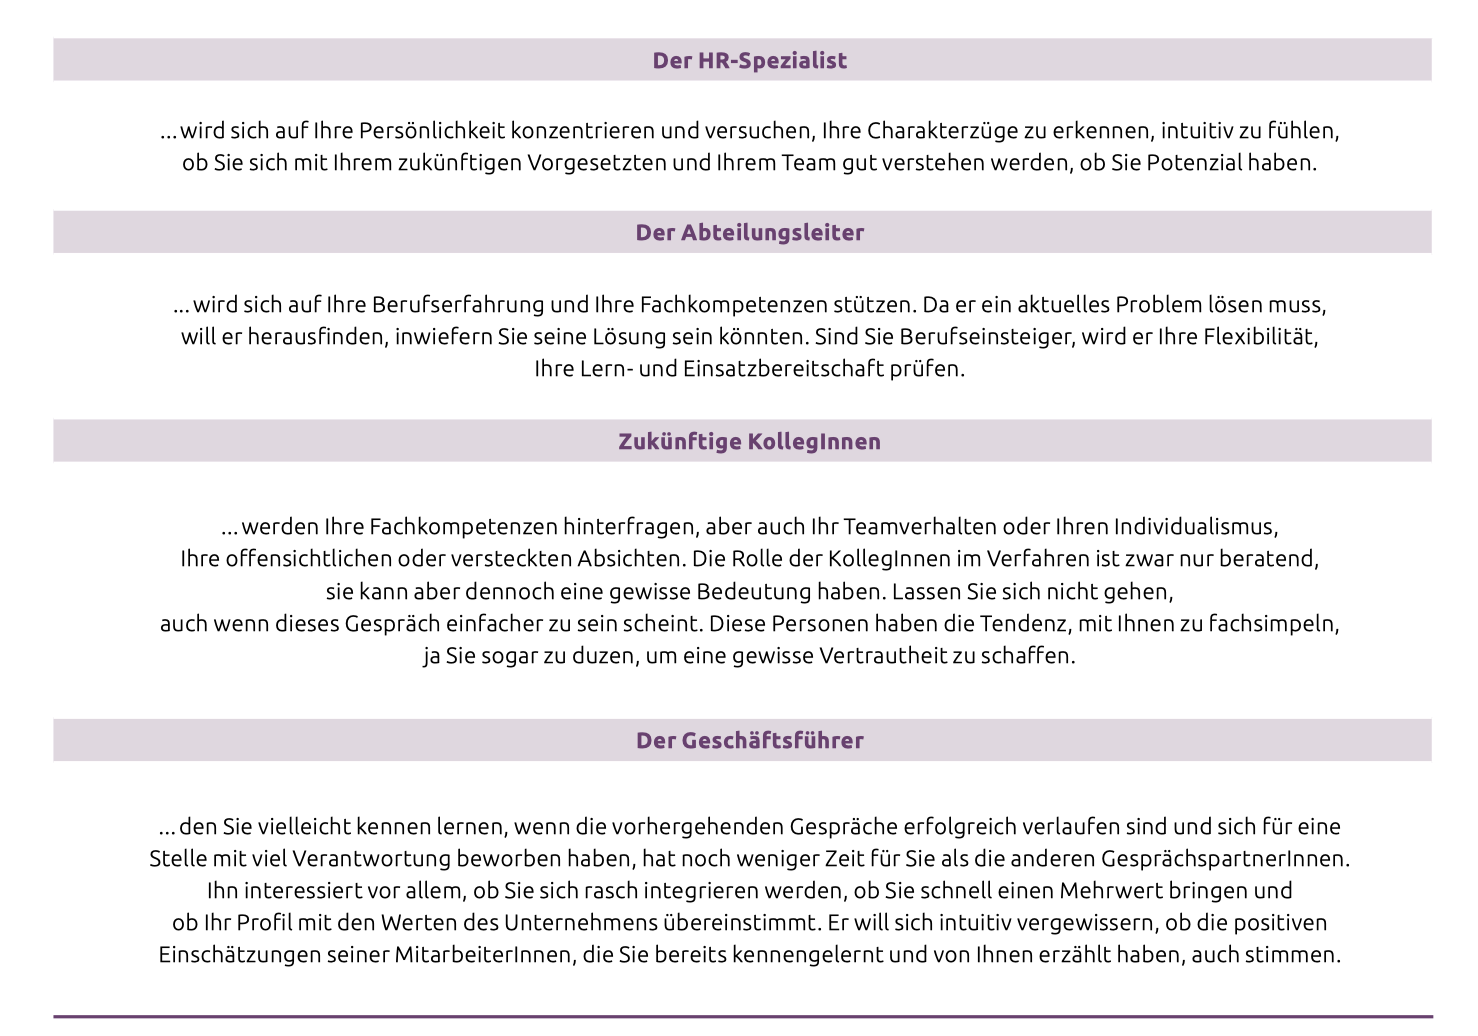 Der HR-Spezialist
...wird sich auf Ihre Persönlichkeit konzentrieren und versuchen, Ihre Charakterzüge zu erkennen, intuitiv zu fühlen,
ob Sie sich mit Ihrem zukünftigen Vorgesetzten und Ihrem Team gut verstehen werden, ob Sie Potenzial haben.
Der Abteilungsleiter
...wird sich auf Ihre Berufserfahrung und Ihre Fachkompetenzen stützen. Da er ein aktuelles Problem lösen muss,
will er herausfinden, inwiefern Sie seine Lösung sein könnten. Sind Sie Berufseinsteiger, wird er Ihre Flexibilität,
Ihre Lern- und Einsatzbereitschaft prüfen.
Zukünftige KollegInnen
...werden Ihre Fachkompetenzen hinterfragen, aber auch Ihr Teamverhalten oder Ihren Individualismus,
Ihre offensichtlichen oder versteckten Absichten. Die Rolle der KollegInnen im Verfahren ist zwar nur beratend,
sie kann aber dennoch eine gewisse Bedeutung haben. Lassen Sie sich nicht gehen,
auch wenn dieses Gespräch einfacher zu sein scheint. Diese Personen haben die Tendenz, mit Ihnen zu fachsimpeln,
ja Sie sogar zu duzen, um eine gewisse Vertrautheit zu schaffen.
Der Geschäftsführer
...den Sie vielleicht kennen lernen, wenn die vorhergehenden Gespräche erfolgreich verlaufen sind und sich für eine
Stelle mit viel Verantwortung beworben haben, hat noch weniger Zeit für Sie als die anderen GesprächspartnerInnen.
Ihn interessiert vor allem, ob Sie sich rasch integrieren werden, ob Sie schnell einen Mehrwert bringen und
ob Ihr Profil mit den Werten des Unternehmens übereinstimmt. Er will sich intuitiv vergewissern, ob die positiven
Einschätzungen seiner MitarbeiterInnen, die Sie bereits kennengelernt und von Ihnen erzählt haben, auch stimmen.